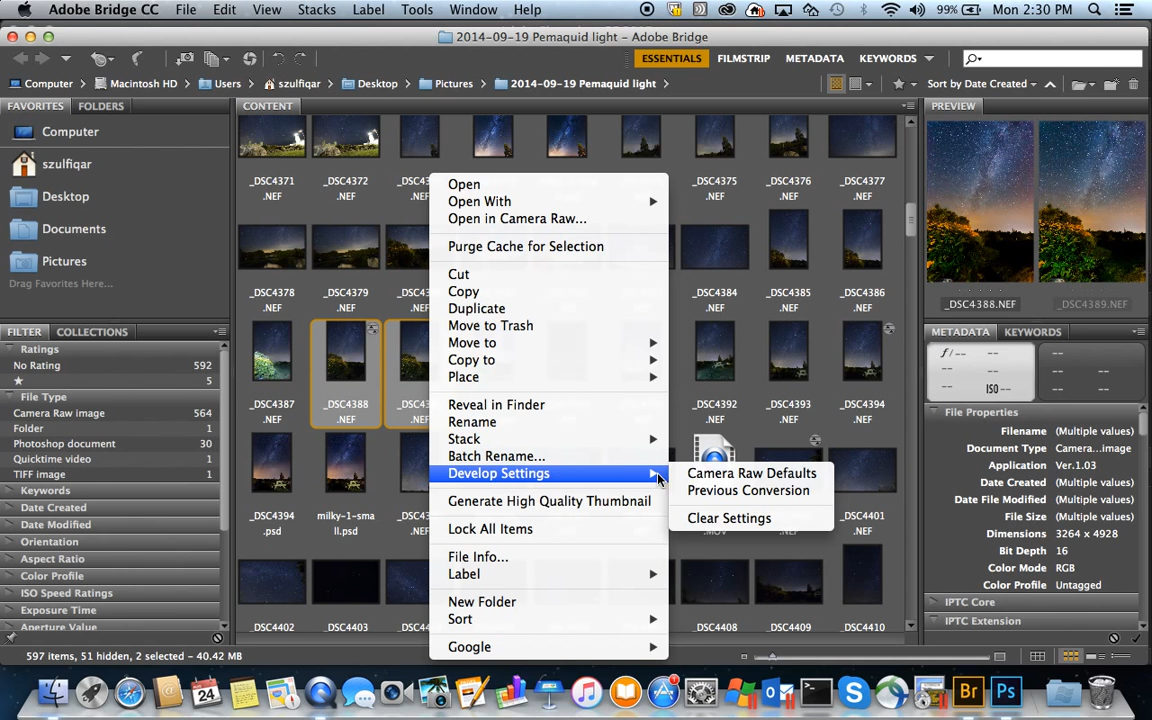 Adobe Bridge CC File Edit View Stacks Label Tools Window Help 99% Mon 2:30 PM
2014-09-19 Pemaquid light – Adobe Bridge
ESSENTIALS FILMSTRIP METADATA KEYWORDS
Computer Macintosh HD Users szulfiqar Desktop Pictures 2014-09-19 Pemaquid light Sort by Date Created
FAVORITES FOLDERS
Computer
szulfiqar
Desktop
Documents
Pictures
Drag Favorites Here...
FILTER COLLECTIONS
Ratings
No Rating 592
★ 5
File Type
Camera Raw image 564
Folder 1
Photoshop document 30
Quicktime video 1
TIFF image 1
Keywords
Date Created
Date Modified
Orientation
Aspect Ratio
Color Profile
ISO Speed Ratings
Exposure Time
Aperture Value
CONTENT
_DSC4371 _DSC4372 _DSC43 _DSC4375 _DSC4376 _DSC4377
.NEF .NEF .N .NEF .NEF .NEF
_DSC4378 _DSC4379 _DSC43 _DSC4384 _DSC4385 _DSC4386
.NEF .NEF .N .NEF .NEF .NEF
_DSC4387 _DSC4388 _DSC43 _DSC4392 _DSC4393 _DSC4394
.NEF .NEF .N .NEF .NEF .NEF
_DSC4394 milky-1-sma _DSC4 _DSC4401
.psd ll.psd .N .MOV .NEF .NEF
_DSC4402 _DSC4403 _DSC44 _DSC4408 _DSC4409 _DSC4410
Open
Open With
Open in Camera Raw...
Purge Cache for Selection
Cut
Copy
Duplicate
Move to Trash
Move to
Copy to
Place
Reveal in Finder
Rename
Stack
Batch Rename...
Develop Settings
Generate High Quality Thumbnail
Lock All Items
File Info...
Label
New Folder
Sort
Google
Camera Raw Defaults
Previous Conversion
Clear Settings
PREVIEW
_DSC4388.NEF _DSC4389.NEF
METADATA KEYWORDS
f/-- --
-- --
-- ISO--
--
-- --
File Properties
Filename (Multiple values)
Document Type Camera...image
Application Ver.1.03
Date Created (Multiple values)
Date File Modified (Multiple values)
File Size (Multiple values)
Dimensions 3264 x 4928
Bit Depth 16
Color Mode RGB
Color Profile Untagged
IPTC Core
IPTC Extension
597 items, 51 hidden, 2 selected - 40.42 MB
24 Br Ps